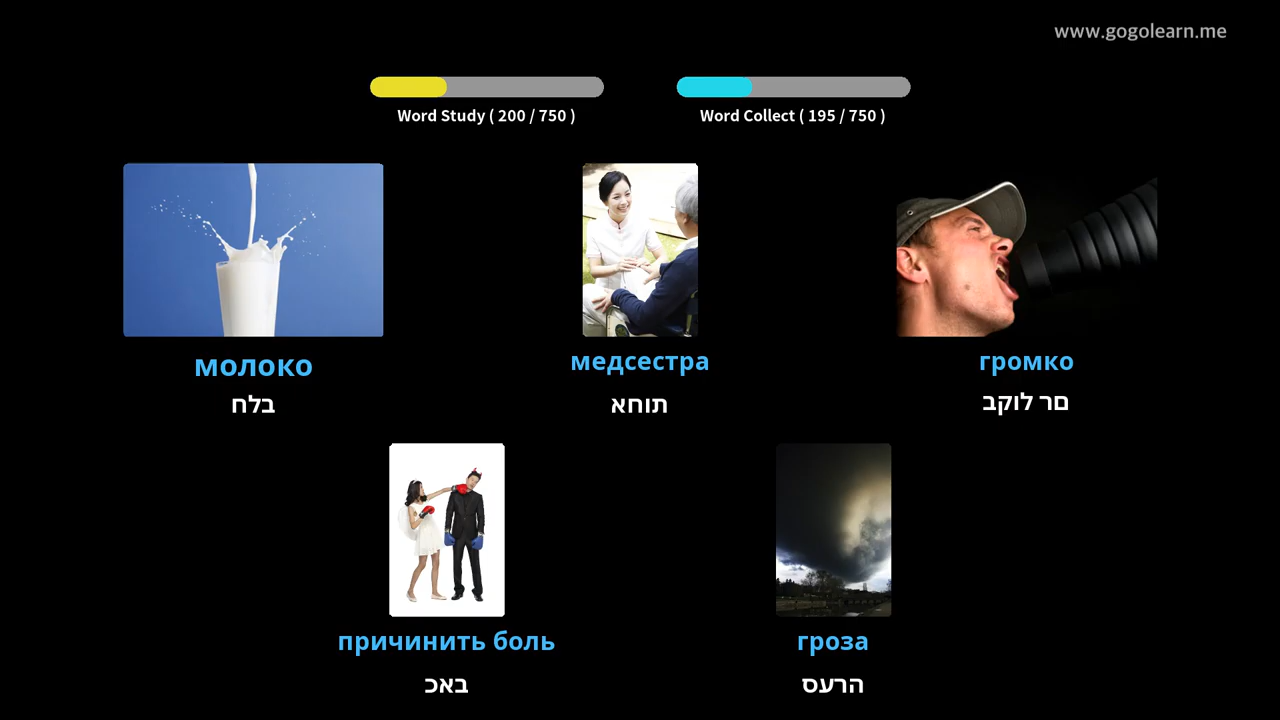 www.gogolearn.me
Word Study ( 200 / 750 )
Word Collect ( 195 / 750 )
молоко
בלח
медсестра
תוחא
громко
םר לוקב
причинить боль
באכ
гроза
הרעס